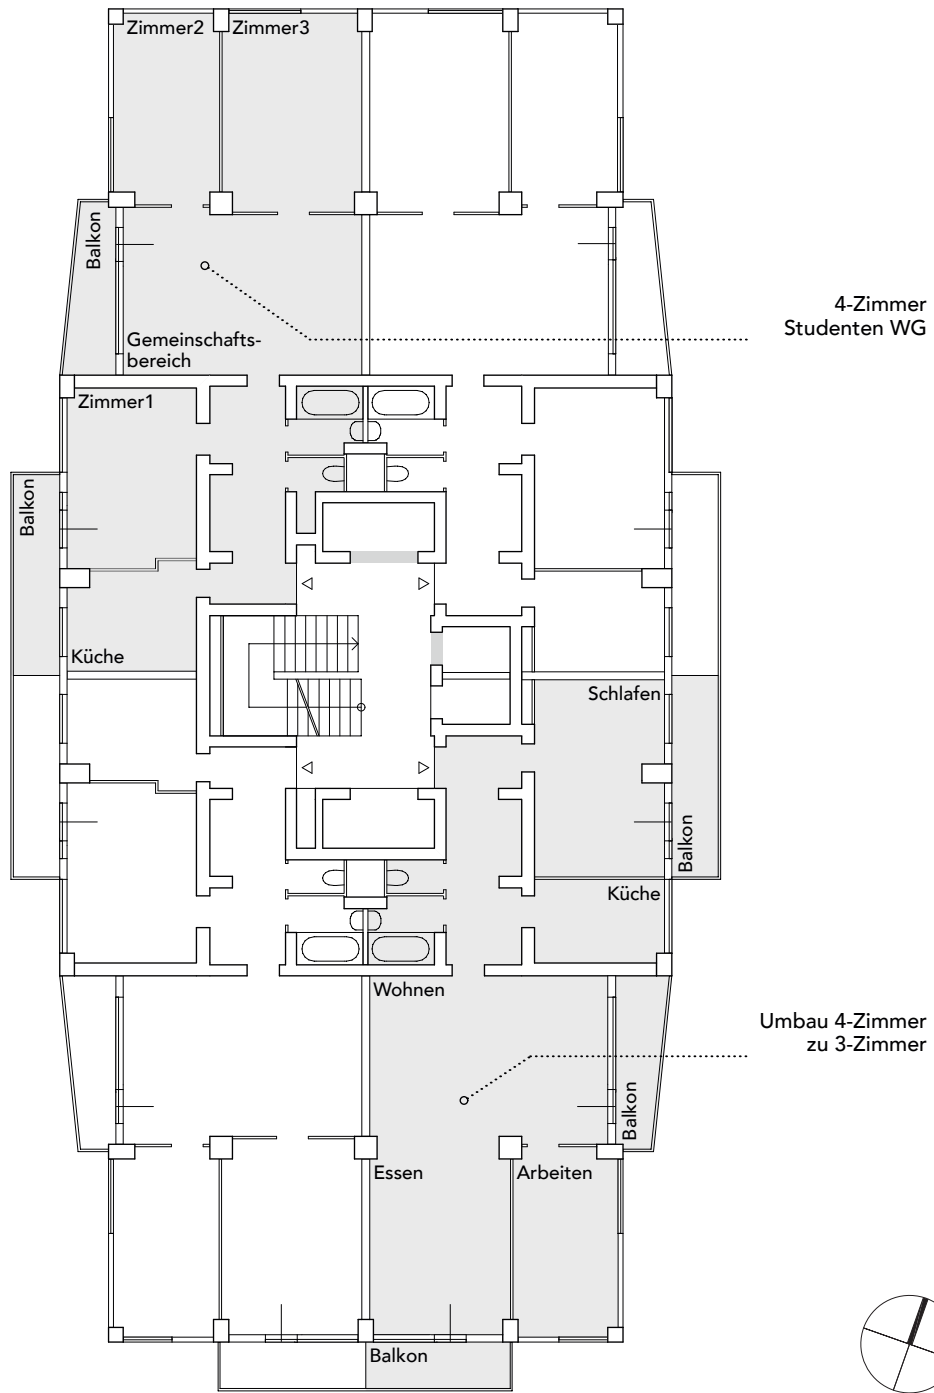 Zimmer2
Zimmer3
Balkon
4-Zimmer
Studenten WG
Gemeinschafts-
bereich
Zimmer1
Balkon
Küche
Schlafen
Balkon
Küche
Wohnen
Umbau 4-Zimmer
zu 3-Zimmer
Balkon
Essen
Arbeiten
Balkon